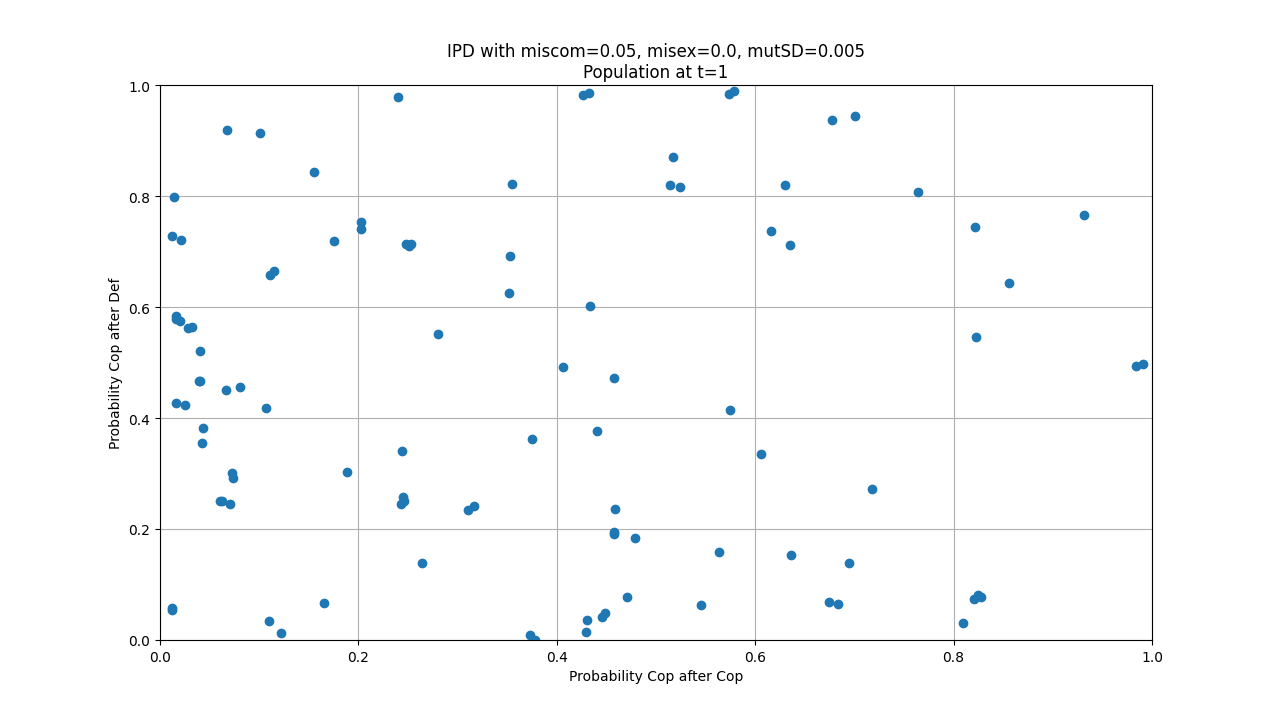 IPD with miscom=0.05, misex=0.0, mutSD=0.005
Population at t=1
1.0
0.8
0.6
0.4
0.2
0.0
Probability Cop after Def
0.0 0.2 0.4 0.6 0.8 1.0
Probability Cop after Cop